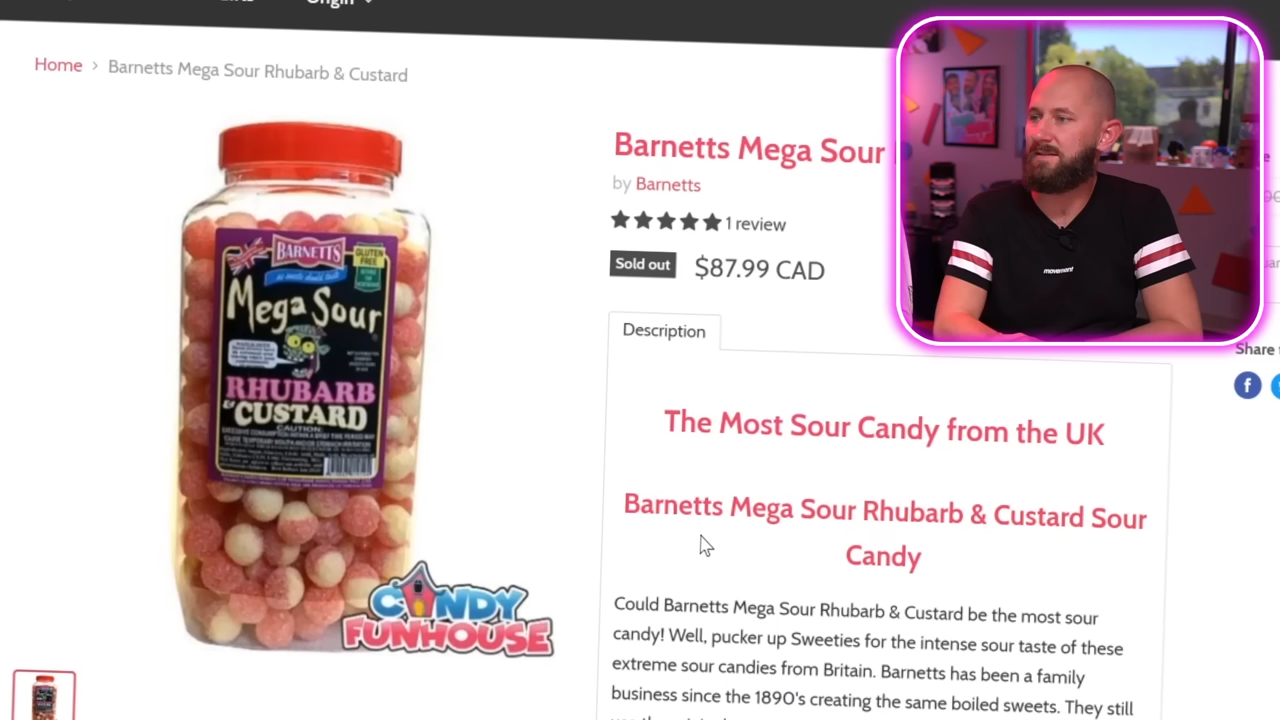 Origin
Home > Barnetts Mega Sour Rhubarb & Custard
BARNETTS
GLUTEN
FREE
Mega Sour
RHUBARB
& CUSTARD
CAUTION:
CANDY
FUNHOUSE
Barnetts Mega Sour
by Barnetts
1 review
Sold out $87.99 CAD
Description
The Most Sour Candy from the UK
Barnetts Mega Sour Rhubarb & Custard Sour
Candy
Could Barnetts Mega Sour Rhubarb & Custard be the most sour
candy! Well, pucker up Sweeties for the intense sour taste of these
extreme sour candies from Britain. Barnetts has been a family
business since the 1890's creating the same boiled sweets. They still
movement
Share
f